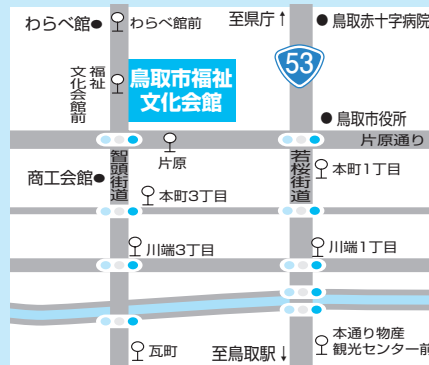 わらべ館
わらべ館前
至県庁↑
鳥取赤十字病院
53
福祉
文化会館前
鳥取市福祉
文化会館
鳥取市役所
片原通り
片原
智頭街道
若桜街道
商工会館
本町1丁目
本町3丁目
川端3丁目
川端1丁目
瓦町
至鳥取駅↓
本通り物産
観光センター前